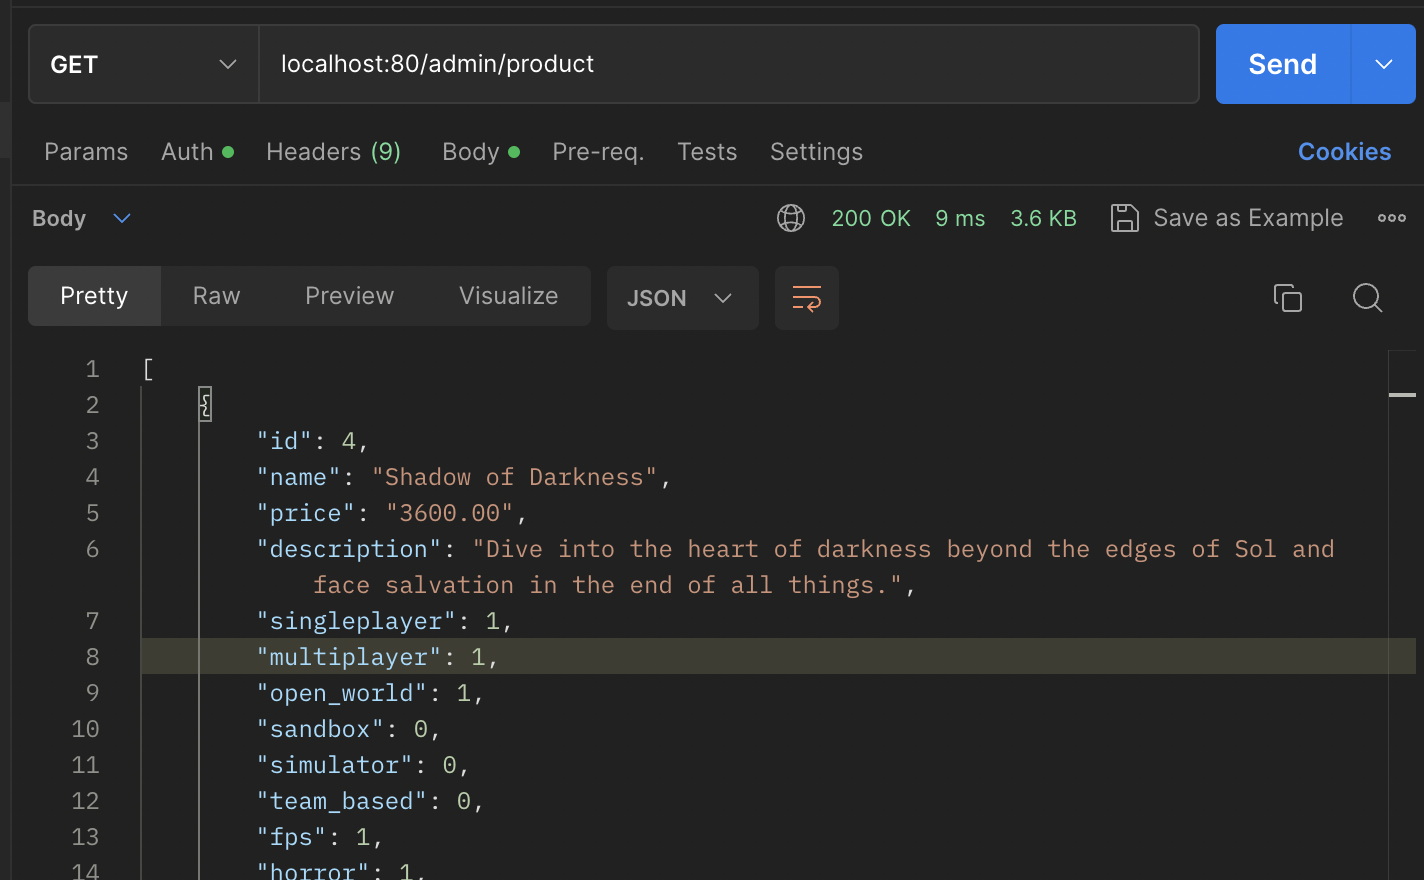 GET localhost:80/admin/product Send
Params Auth Headers (9) Body Pre-req. Tests Settings Cookies
Body 200 OK 9 ms 3.6 KB Save as Example
Pretty Raw Preview Visualize JSON
1 [
2 {
3 "id": 4,
4 "name": "Shadow of Darkness",
5 "price": "3600.00",
6 "description": "Dive into the heart of darkness beyond the edges of Sol and
face salvation in the end of all things.",
7 "singleplayer": 1,
8 "multiplayer": 1,
9 "open_world": 1,
10 "sandbox": 0,
11 "simulator": 0,
12 "team_based": 0,
13 "fps": 1,
14 "horror": 1,